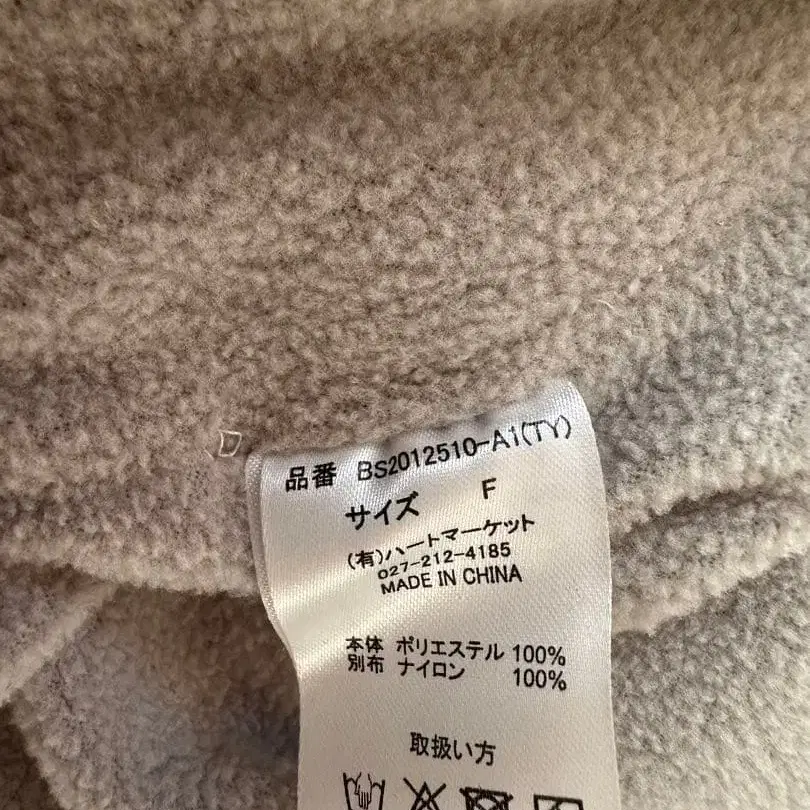 品番 BS2012510-A1(TY)
サイズ F
(有)ハートマーケット
027-212-4185
MADE IN CHINA
本体 ポリエステル 100%
別布 ナイロン 100%
取扱い方